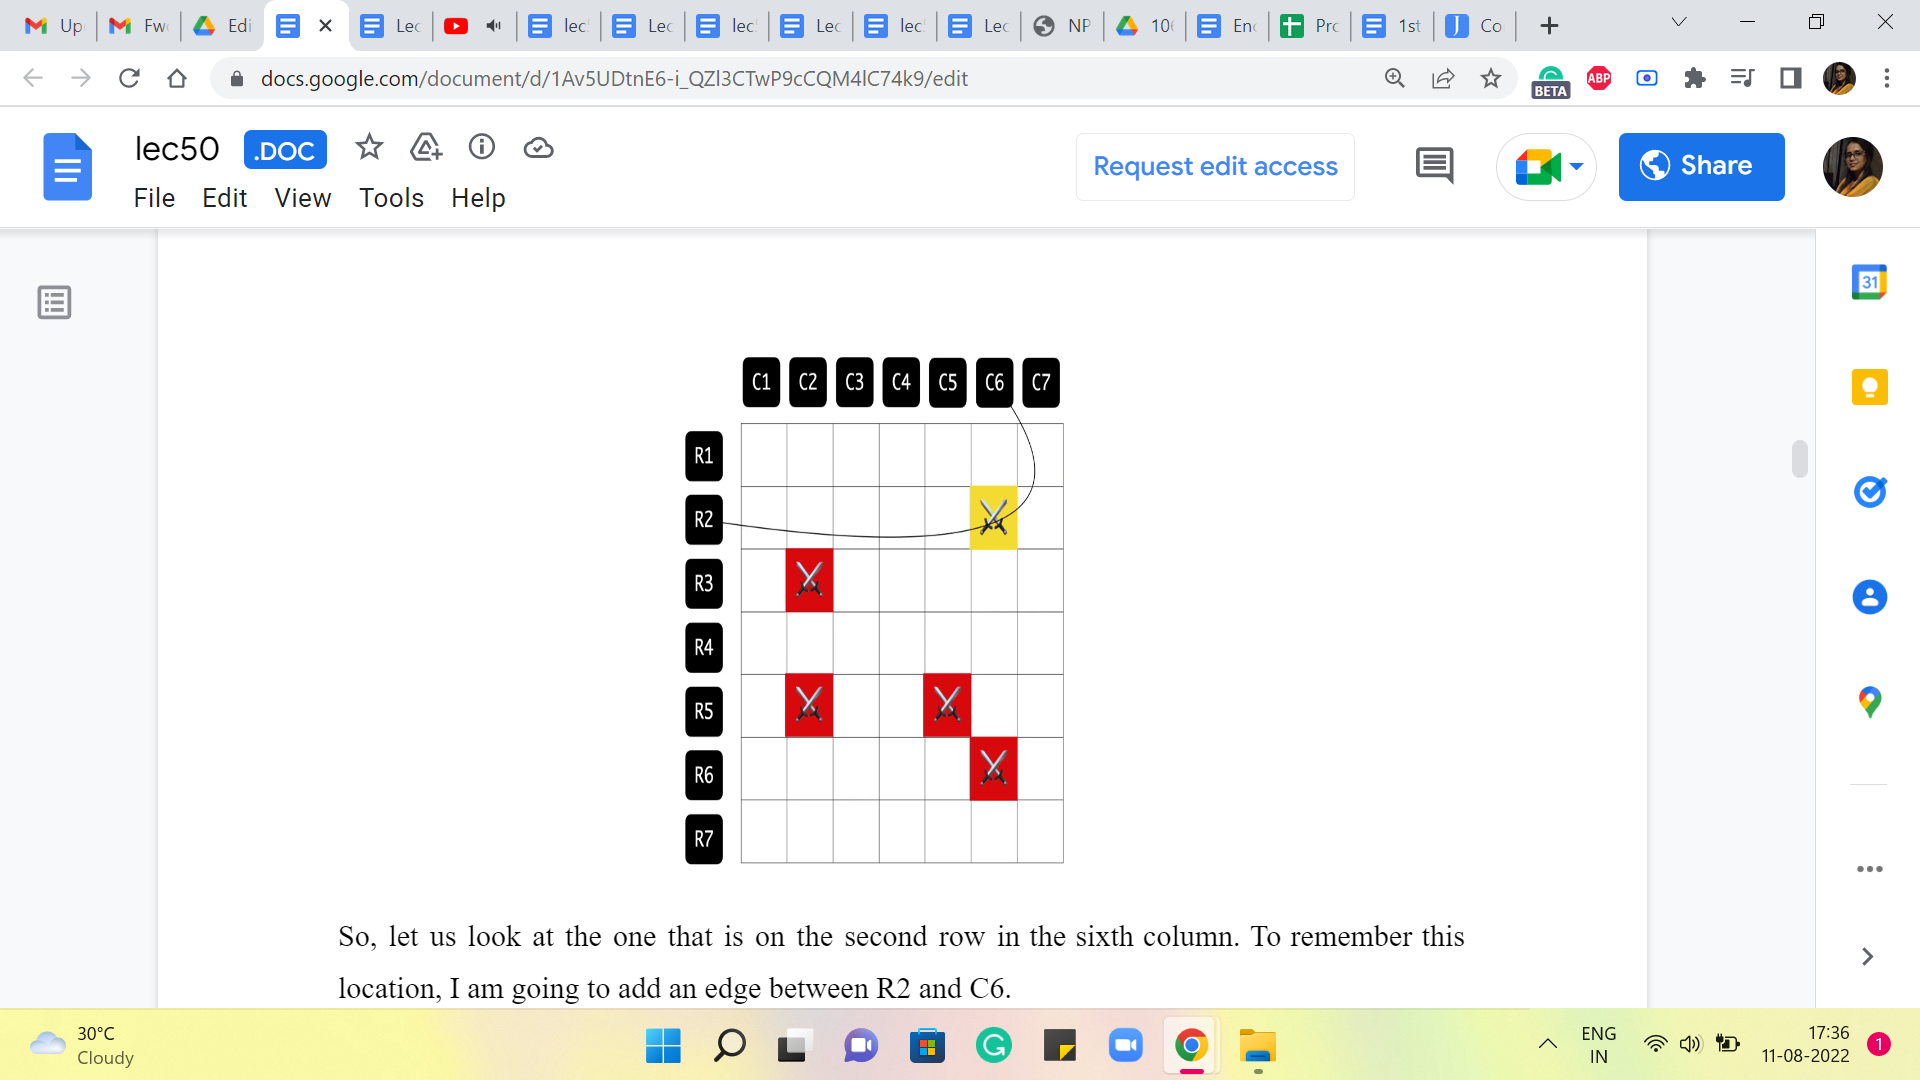 Up
Fw
Edi
Lec
lec
Lec
lec
Lec
lec
Lec
NP
10
En
Pro
1st
J
Co
docs.google.com/document/d/1Av5UDtnE6-i_QZl3CTwP9cCQM4lC74k9/edit
BETA
ABP
lec50
.DOC
Request edit access
Share
File Edit View Tools Help
31
C1 C2 C3 C4 C5 C6 C7
R1
R2
R3
R4
R5
R6
R7
So, let us look at the one that is on the second row in the sixth column. To remember this
location, I am going to add an edge between R2 and C6.
30°C
Cloudy
ENG
IN
17:36
11-08-2022
1